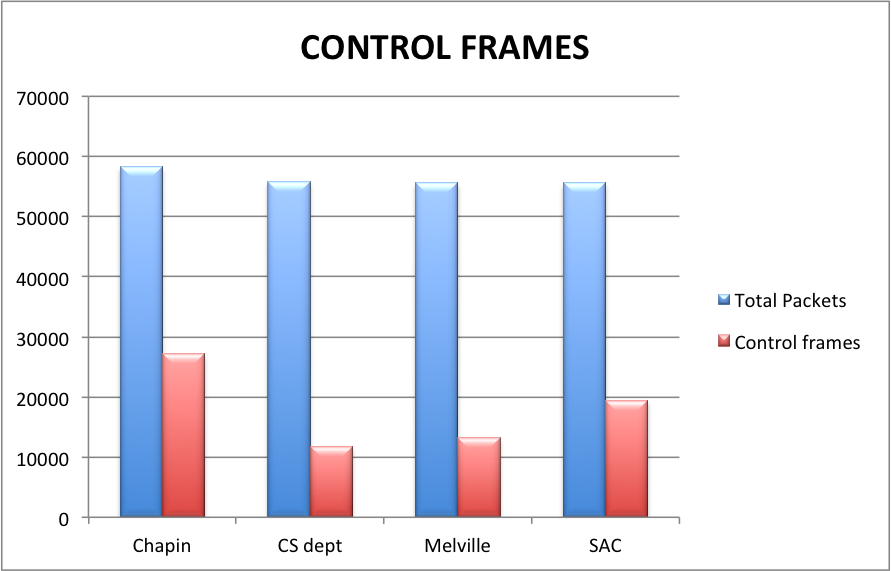 CONTROL FRAMES
70000
60000
50000
40000
30000
20000
10000
0
Chapin CS dept Melville SAC
Total Packets
Control frames